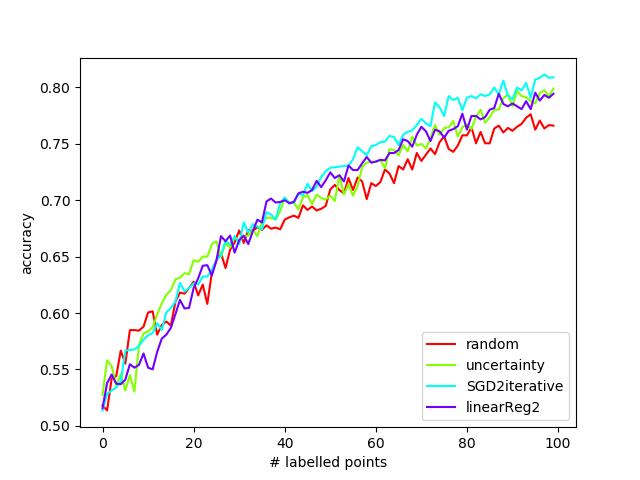 0.80
0.75
0.70
0.65
0.60
0.55
0.50
accuracy
0 20 40 60 80 100
# labelled points
random
uncertainty
SGD2iterative
linearReg2